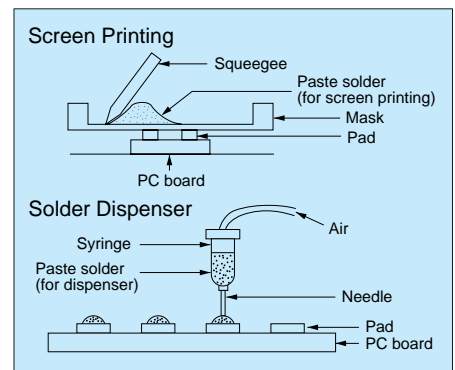 Screen Printing
Squeegee
Paste solder
(for screen printing)
Mask
Pad
PC board
Solder Dispenser
Air
Syringe
Paste solder
(for dispenser)
Needle
Pad
PC board